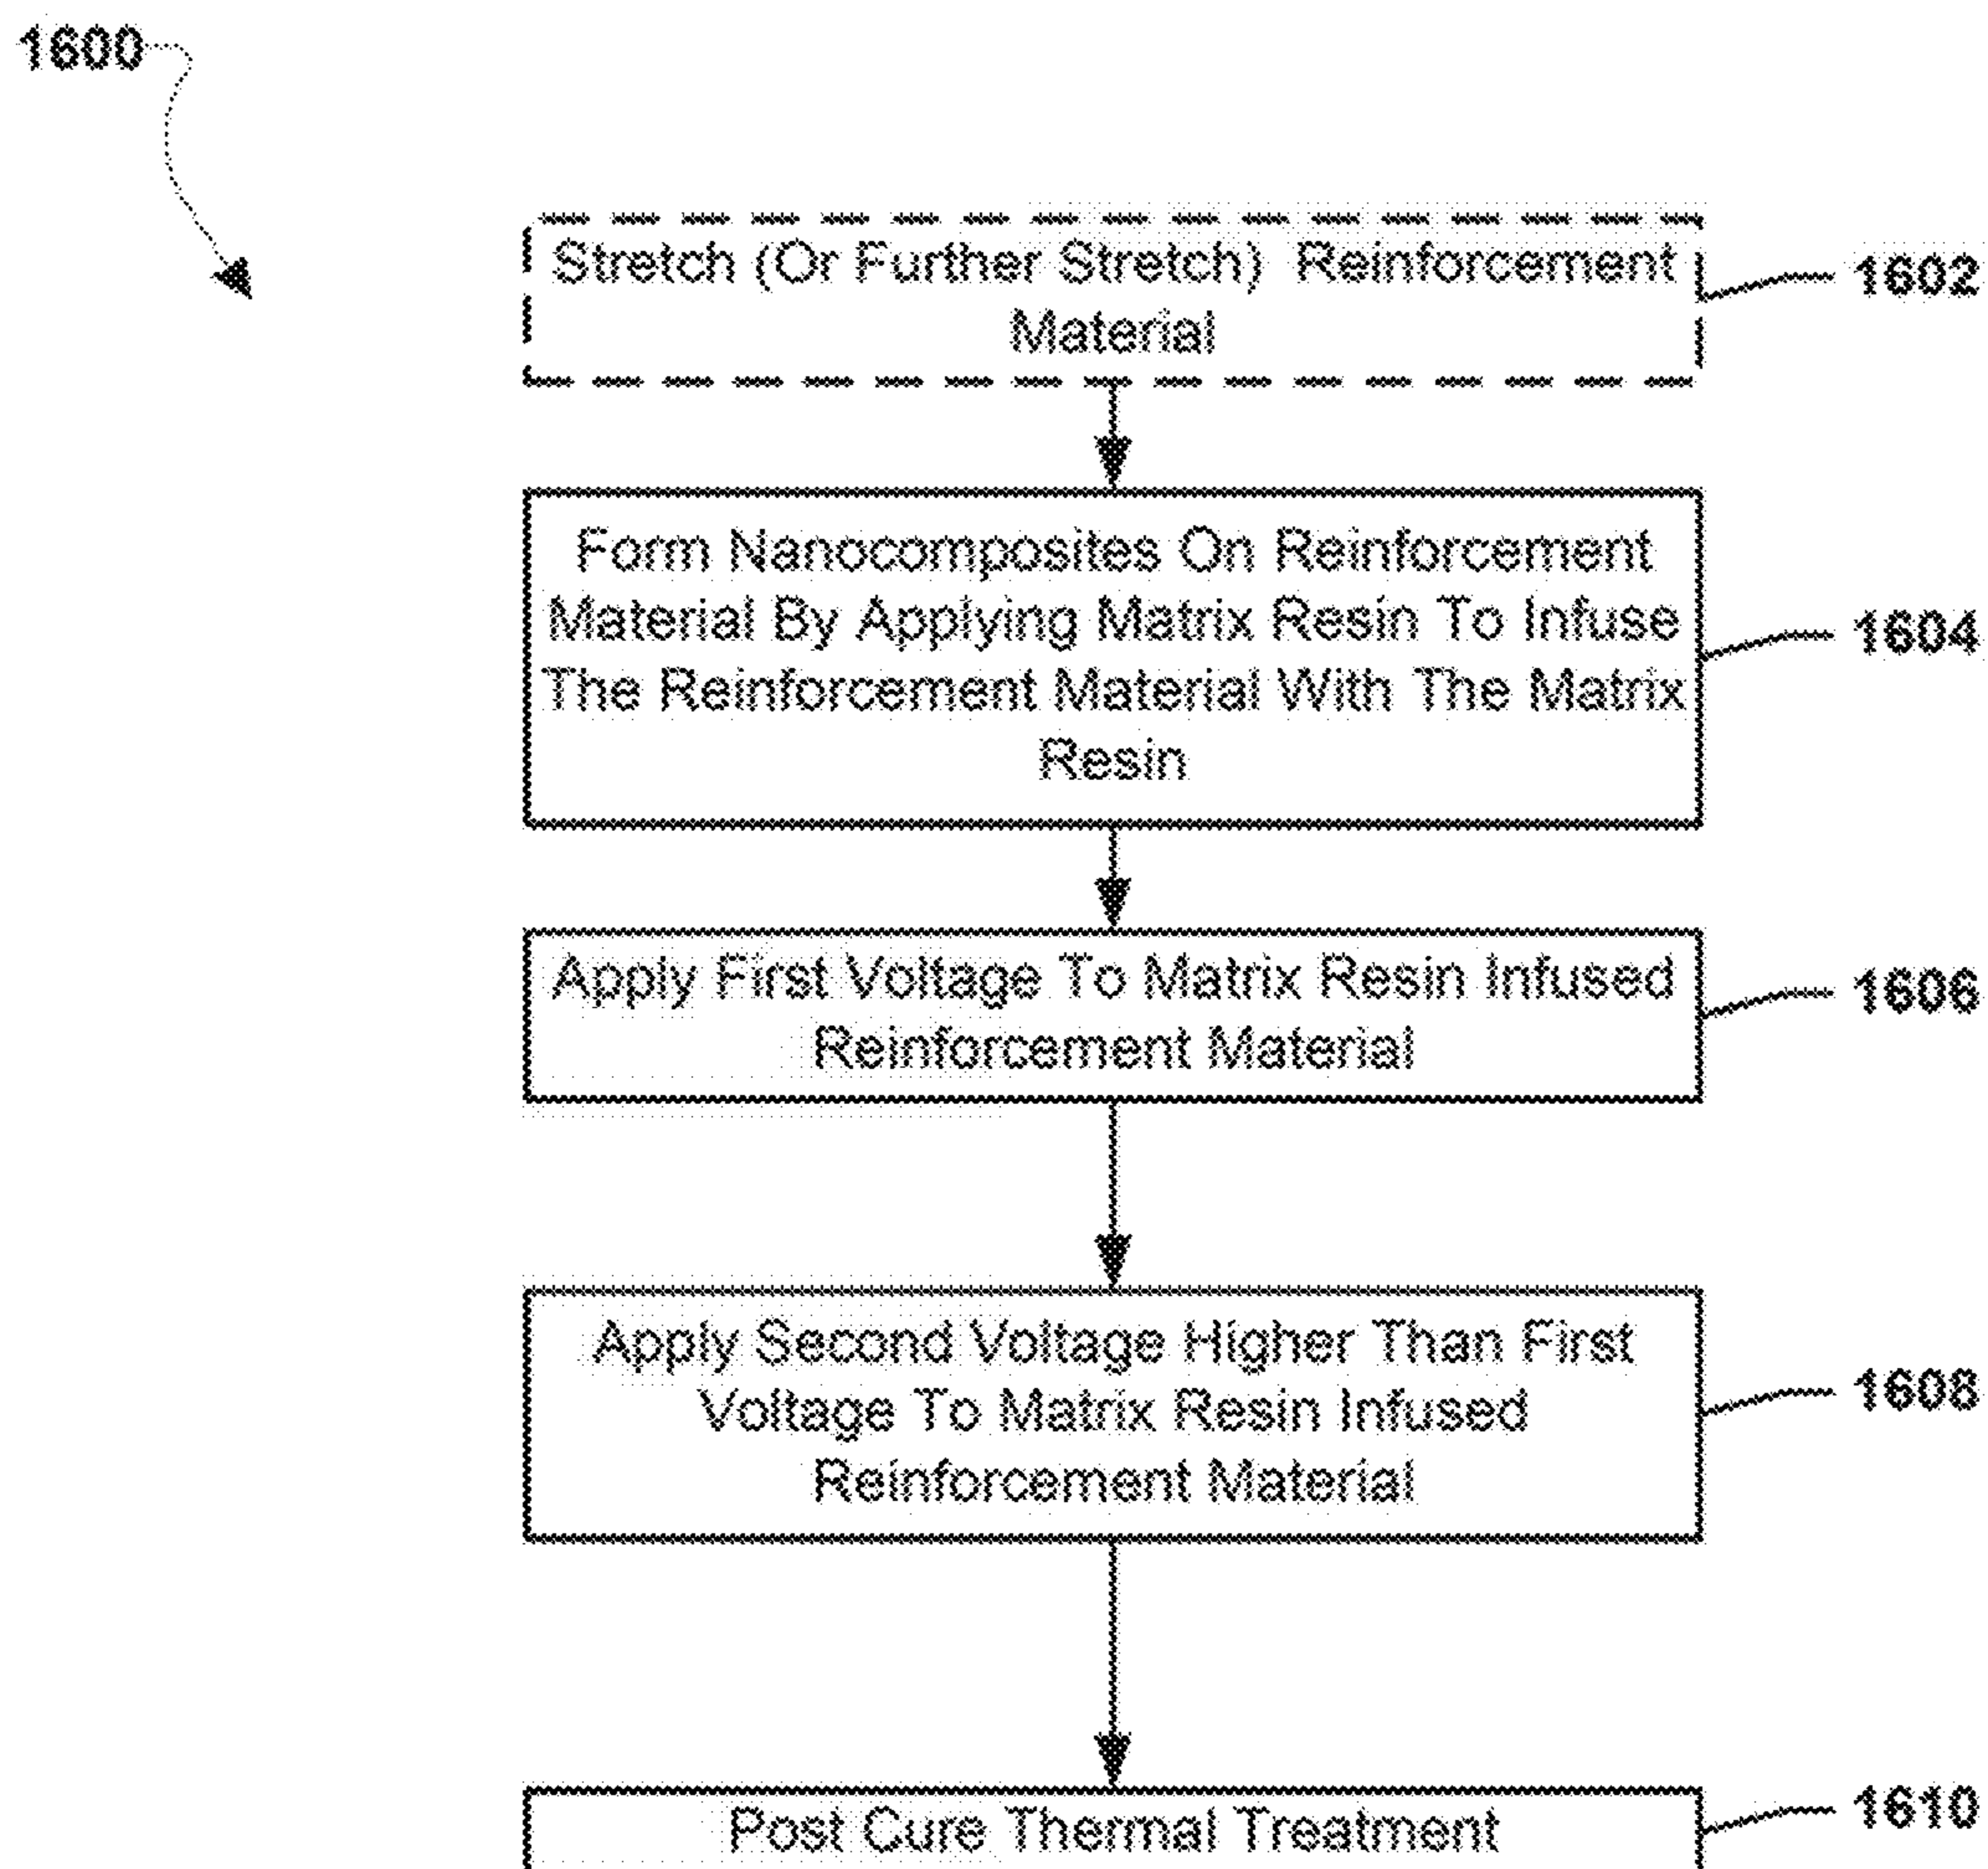 1600
Stretch (Or Further Stretch) Reinforcement
Material
1602
Form Nanocomposites On Reinforcement
Material By Applying Matrix Resin To Infuse
The Reinforcement Material With The Matrix
Resin
1604
Apply First Voltage To Matrix Resin Infused
Reinforcement Material
1606
Apply Second Voltage Higher Than First
Voltage To Matrix Resin Infused
Reinforcement Material
1608
Post Cure Thermal Treatment
1610